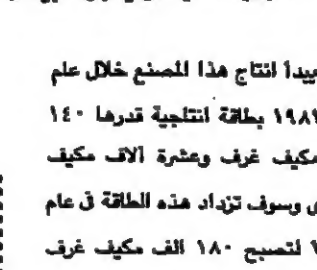 يبدأ انتاج هذا المصنع خلال عام
١٩٨٢ بطاقة انتاجية قدرها ١٤٠
مكيف غرف وعشرة آلاف مكيف
وسوف تزداد هذه الطاقة في عام
لتصبح ١٨٠ الف مكيف غرف